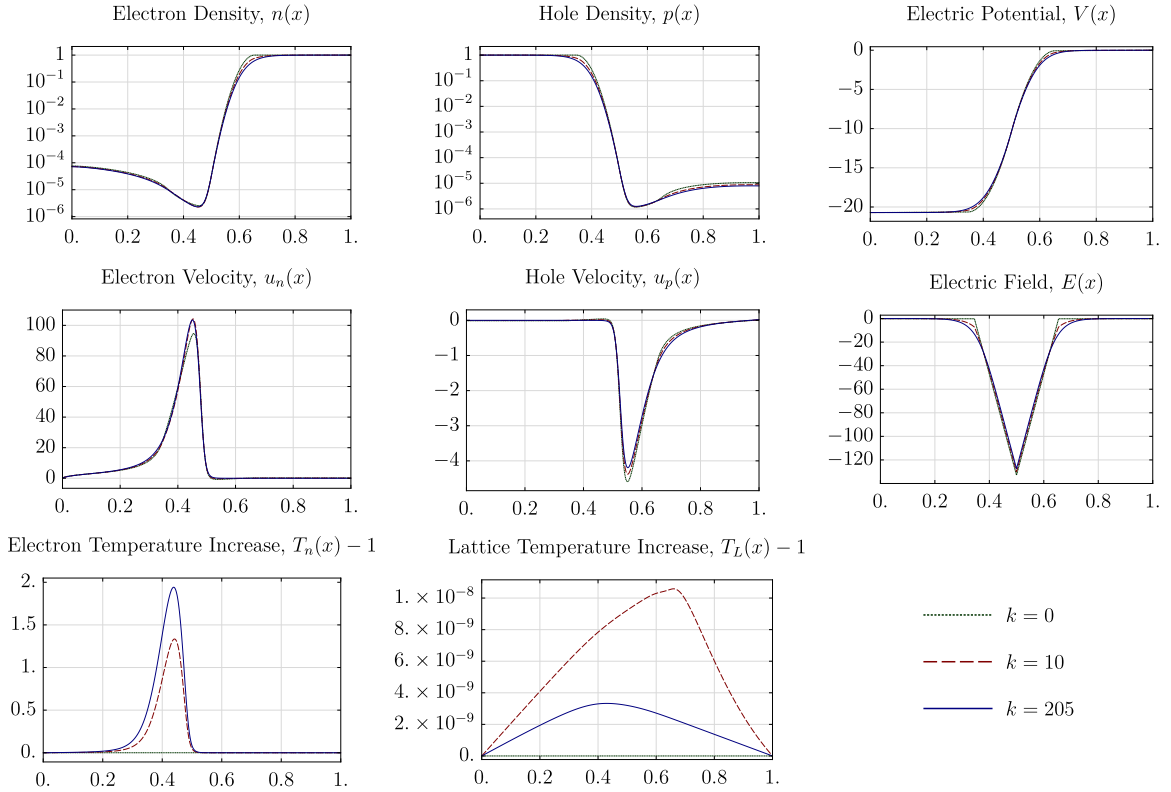 Electron Density, n(x)
1
10⁻¹
10⁻²
10⁻³
10⁻⁴
10⁻⁵
10⁻⁶
0. 0.2 0.4 0.6 0.8 1.
Hole Density, p(x)
1
10⁻¹
10⁻²
10⁻³
10⁻⁴
10⁻⁵
10⁻⁶
0. 0.2 0.4 0.6 0.8 1.
Electric Potential, V(x)
0
−5
−10
−15
−20
0. 0.2 0.4 0.6 0.8 1.
Electron Velocity, uₙ(x)
100
80
60
40
20
0
0. 0.2 0.4 0.6 0.8 1.
Hole Velocity, uₚ(x)
0
−1
−2
−3
−4
0. 0.2 0.4 0.6 0.8 1.
Electric Field, E(x)
0
−20
−40
−60
−80
−100
−120
0. 0.2 0.4 0.6 0.8 1.
Electron Temperature Increase, Tₙ(x) − 1
2.
1.5
1.
0.5
0.
0. 0.2 0.4 0.6 0.8 1.
Lattice Temperature Increase, T_L(x) − 1
1. × 10⁻⁸
8. × 10⁻⁹
6. × 10⁻⁹
4. × 10⁻⁹
2. × 10⁻⁹
0.
0. 0.2 0.4 0.6 0.8 1.
k = 0
k = 10
k = 205